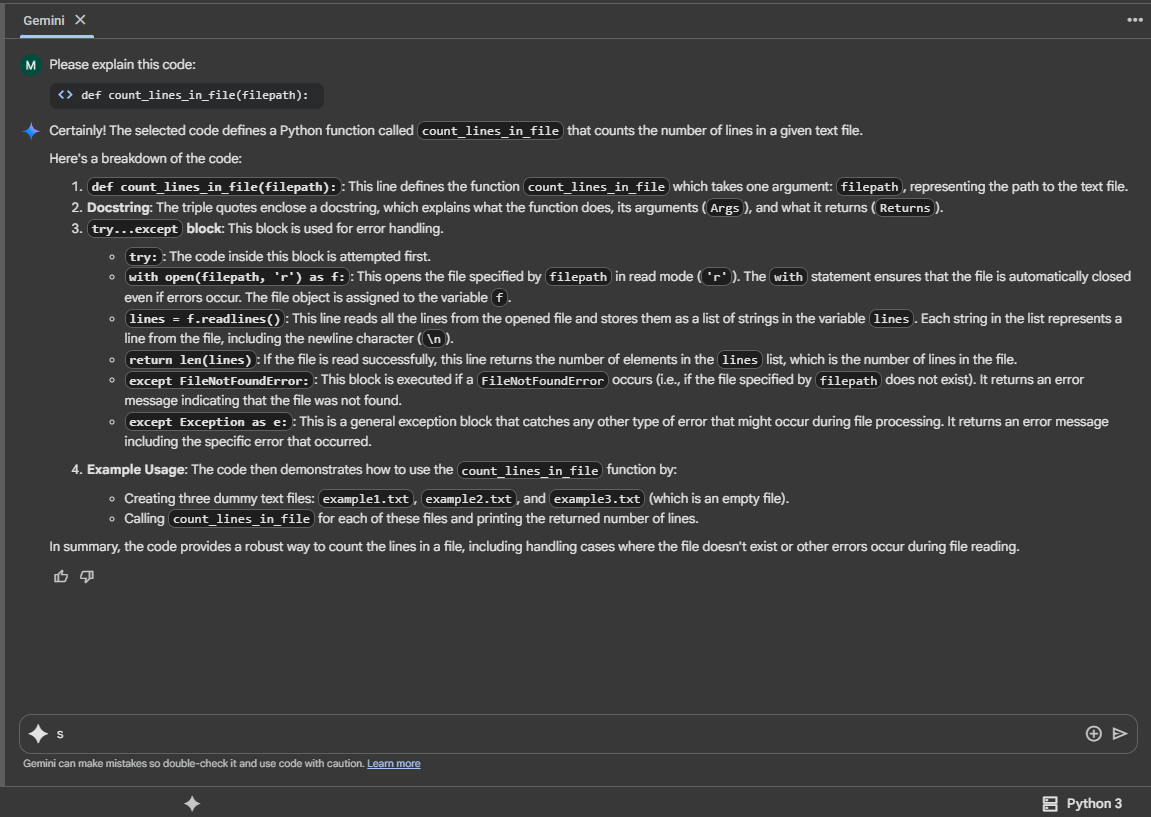 Gemini
Please explain this code:
<> def count_lines_in_file(filepath):
Certainly! The selected code defines a Python function called count_lines_in_file that counts the number of lines in a given text file.
Here's a breakdown of the code:
1. def count_lines_in_file(filepath): : This line defines the function count_lines_in_file which takes one argument: filepath, representing the path to the text file.
2. Docstring: The triple quotes enclose a docstring, which explains what the function does, its arguments (Args), and what it returns (Returns).
3. try...except block: This block is used for error handling.
◦ try: : The code inside this block is attempted first.
◦ with open(filepath, 'r') as f: : This opens the file specified by filepath in read mode ('r'). The with statement ensures that the file is automatically closed
even if errors occur. The file object is assigned to the variable f.
◦ lines = f.readlines(): This line reads all the lines from the opened file and stores them as a list of strings in the variable lines. Each string in the list represents a
line from the file, including the newline character (\n).
◦ return len(lines): If the file is read successfully, this line returns the number of elements in the lines list, which is the number of lines in the file.
◦ except FileNotFoundError: : This block is executed if a FileNotFoundError occurs (i.e., if the file specified by filepath does not exist). It returns an error
message indicating that the file was not found.
◦ except Exception as e: : This is a general exception block that catches any other type of error that might occur during file processing. It returns an error message
including the specific error that occurred.
4. Example Usage: The code then demonstrates how to use the count_lines_in_file function by:
◦ Creating three dummy text files: example1.txt, example2.txt, and example3.txt (which is an empty file).
◦ Calling count_lines_in_file for each of these files and printing the returned number of lines.
In summary, the code provides a robust way to count the lines in a file, including handling cases where the file doesn't exist or other errors occur during file reading.
s
Gemini can make mistakes so double-check it and use code with caution. Learn more
Python 3
M